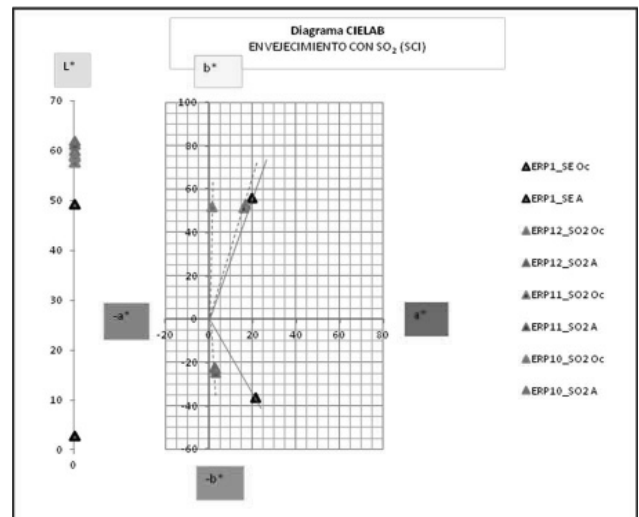 Diagrama CIELAB
ENVEJECIMIENTO CON SO₂ (SCI)
L*
b*
70
60
50
40
30
20
10
0
0
100
80
60
40
20
0
-20
-40
-60
-20
0
20
40
60
80
-a*
a*
-b*
ERP1_SE Oc
ERP1_SE A
ERP12_SO2 Oc
ERP12_SO2 A
ERP11_SO2 Oc
ERP11_SO2 A
ERP10_SO2 Oc
ERP10_SO2 A